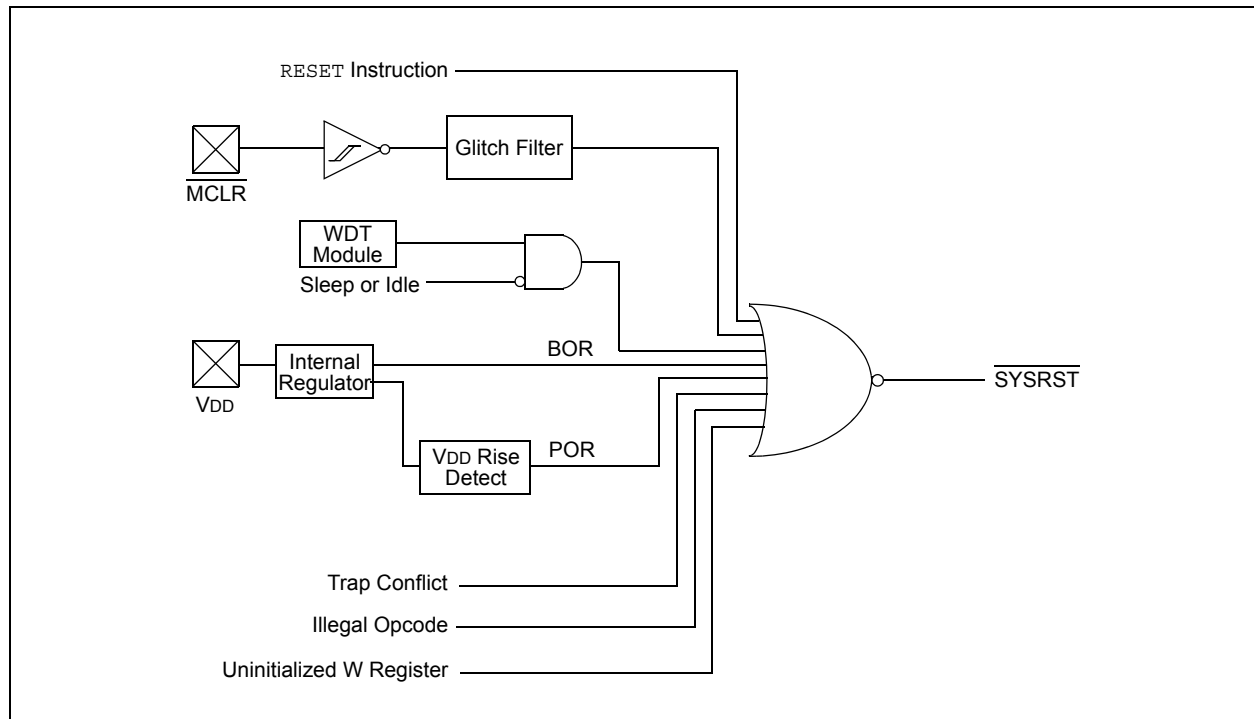 RESET Instruction
Glitch Filter
MCLR
WDT
Module
Sleep or Idle
BOR
Internal
Regulator
SYSRST
VDD
POR
VDD Rise
Detect
Trap Conflict
Illegal Opcode
Uninitialized W Register